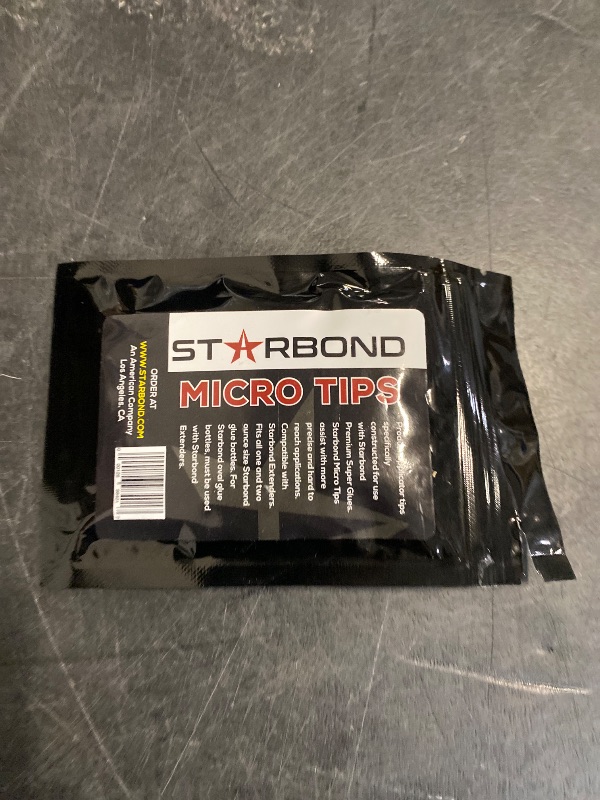 STARBOND
MICRO TIPS
applicator tips
specifically
constructed for use
with Starbond
Premium Super Glues.
Starbond Micro Tips
assist with more
precise and hard to
reach applications.
Compatible with
Starbond Extenders.
Fits all one and two
ounce size Starbond
glue bottles. For
Starbond oval glue
bottles, must be used
with Starbond
Extenders.
ORDER AT
WWW.STARBOND.COM
An American Company
Los Angeles, CA